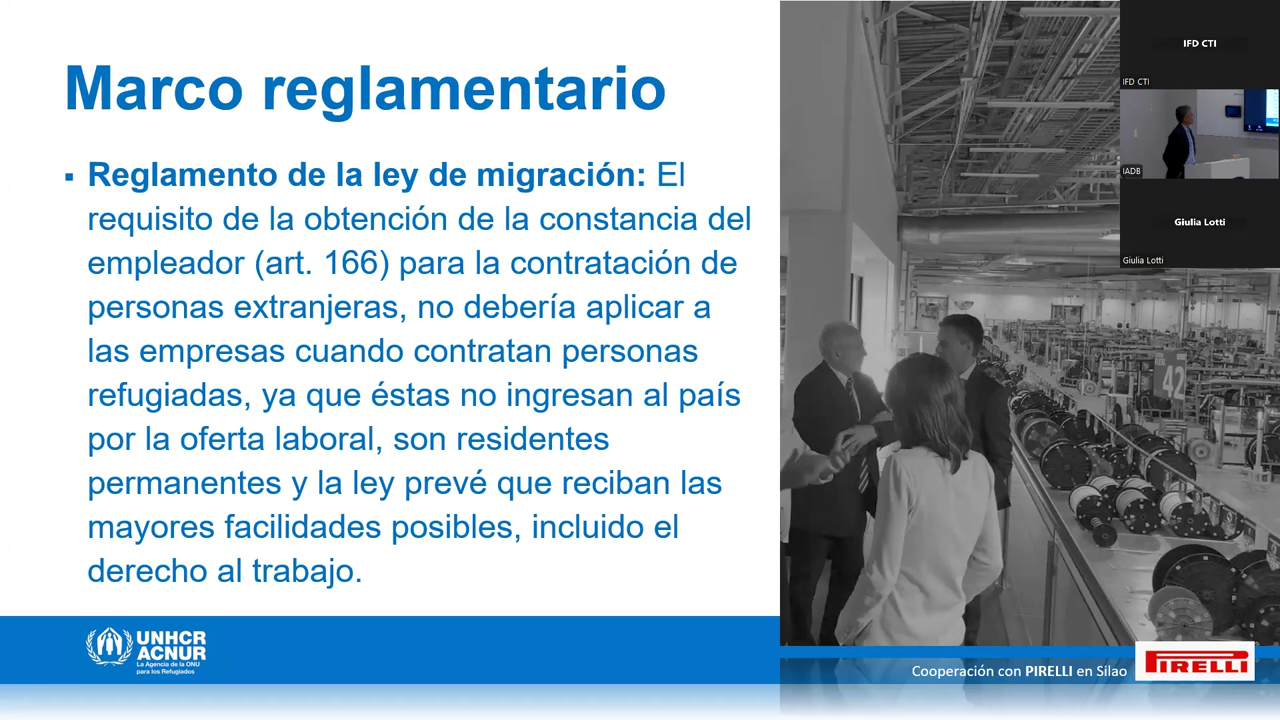 Marco reglamentario
▪ Reglamento de la ley de migración: El
requisito de la obtención de la constancia del
empleador (art. 166) para la contratación de
personas extranjeras, no debería aplicar a
las empresas cuando contratan personas
refugiadas, ya que éstas no ingresan al país
por la oferta laboral, son residentes
permanentes y la ley prevé que reciban las
mayores facilidades posibles, incluido el
derecho al trabajo.
UNHCR
ACNUR
La Agencia de la ONU
para los Refugiados
IFD CTI
IFD CTI
IADB
Giulia Lotti
Giulia Lotti
42
Cooperación con PIRELLI en Silao
PIRELLI